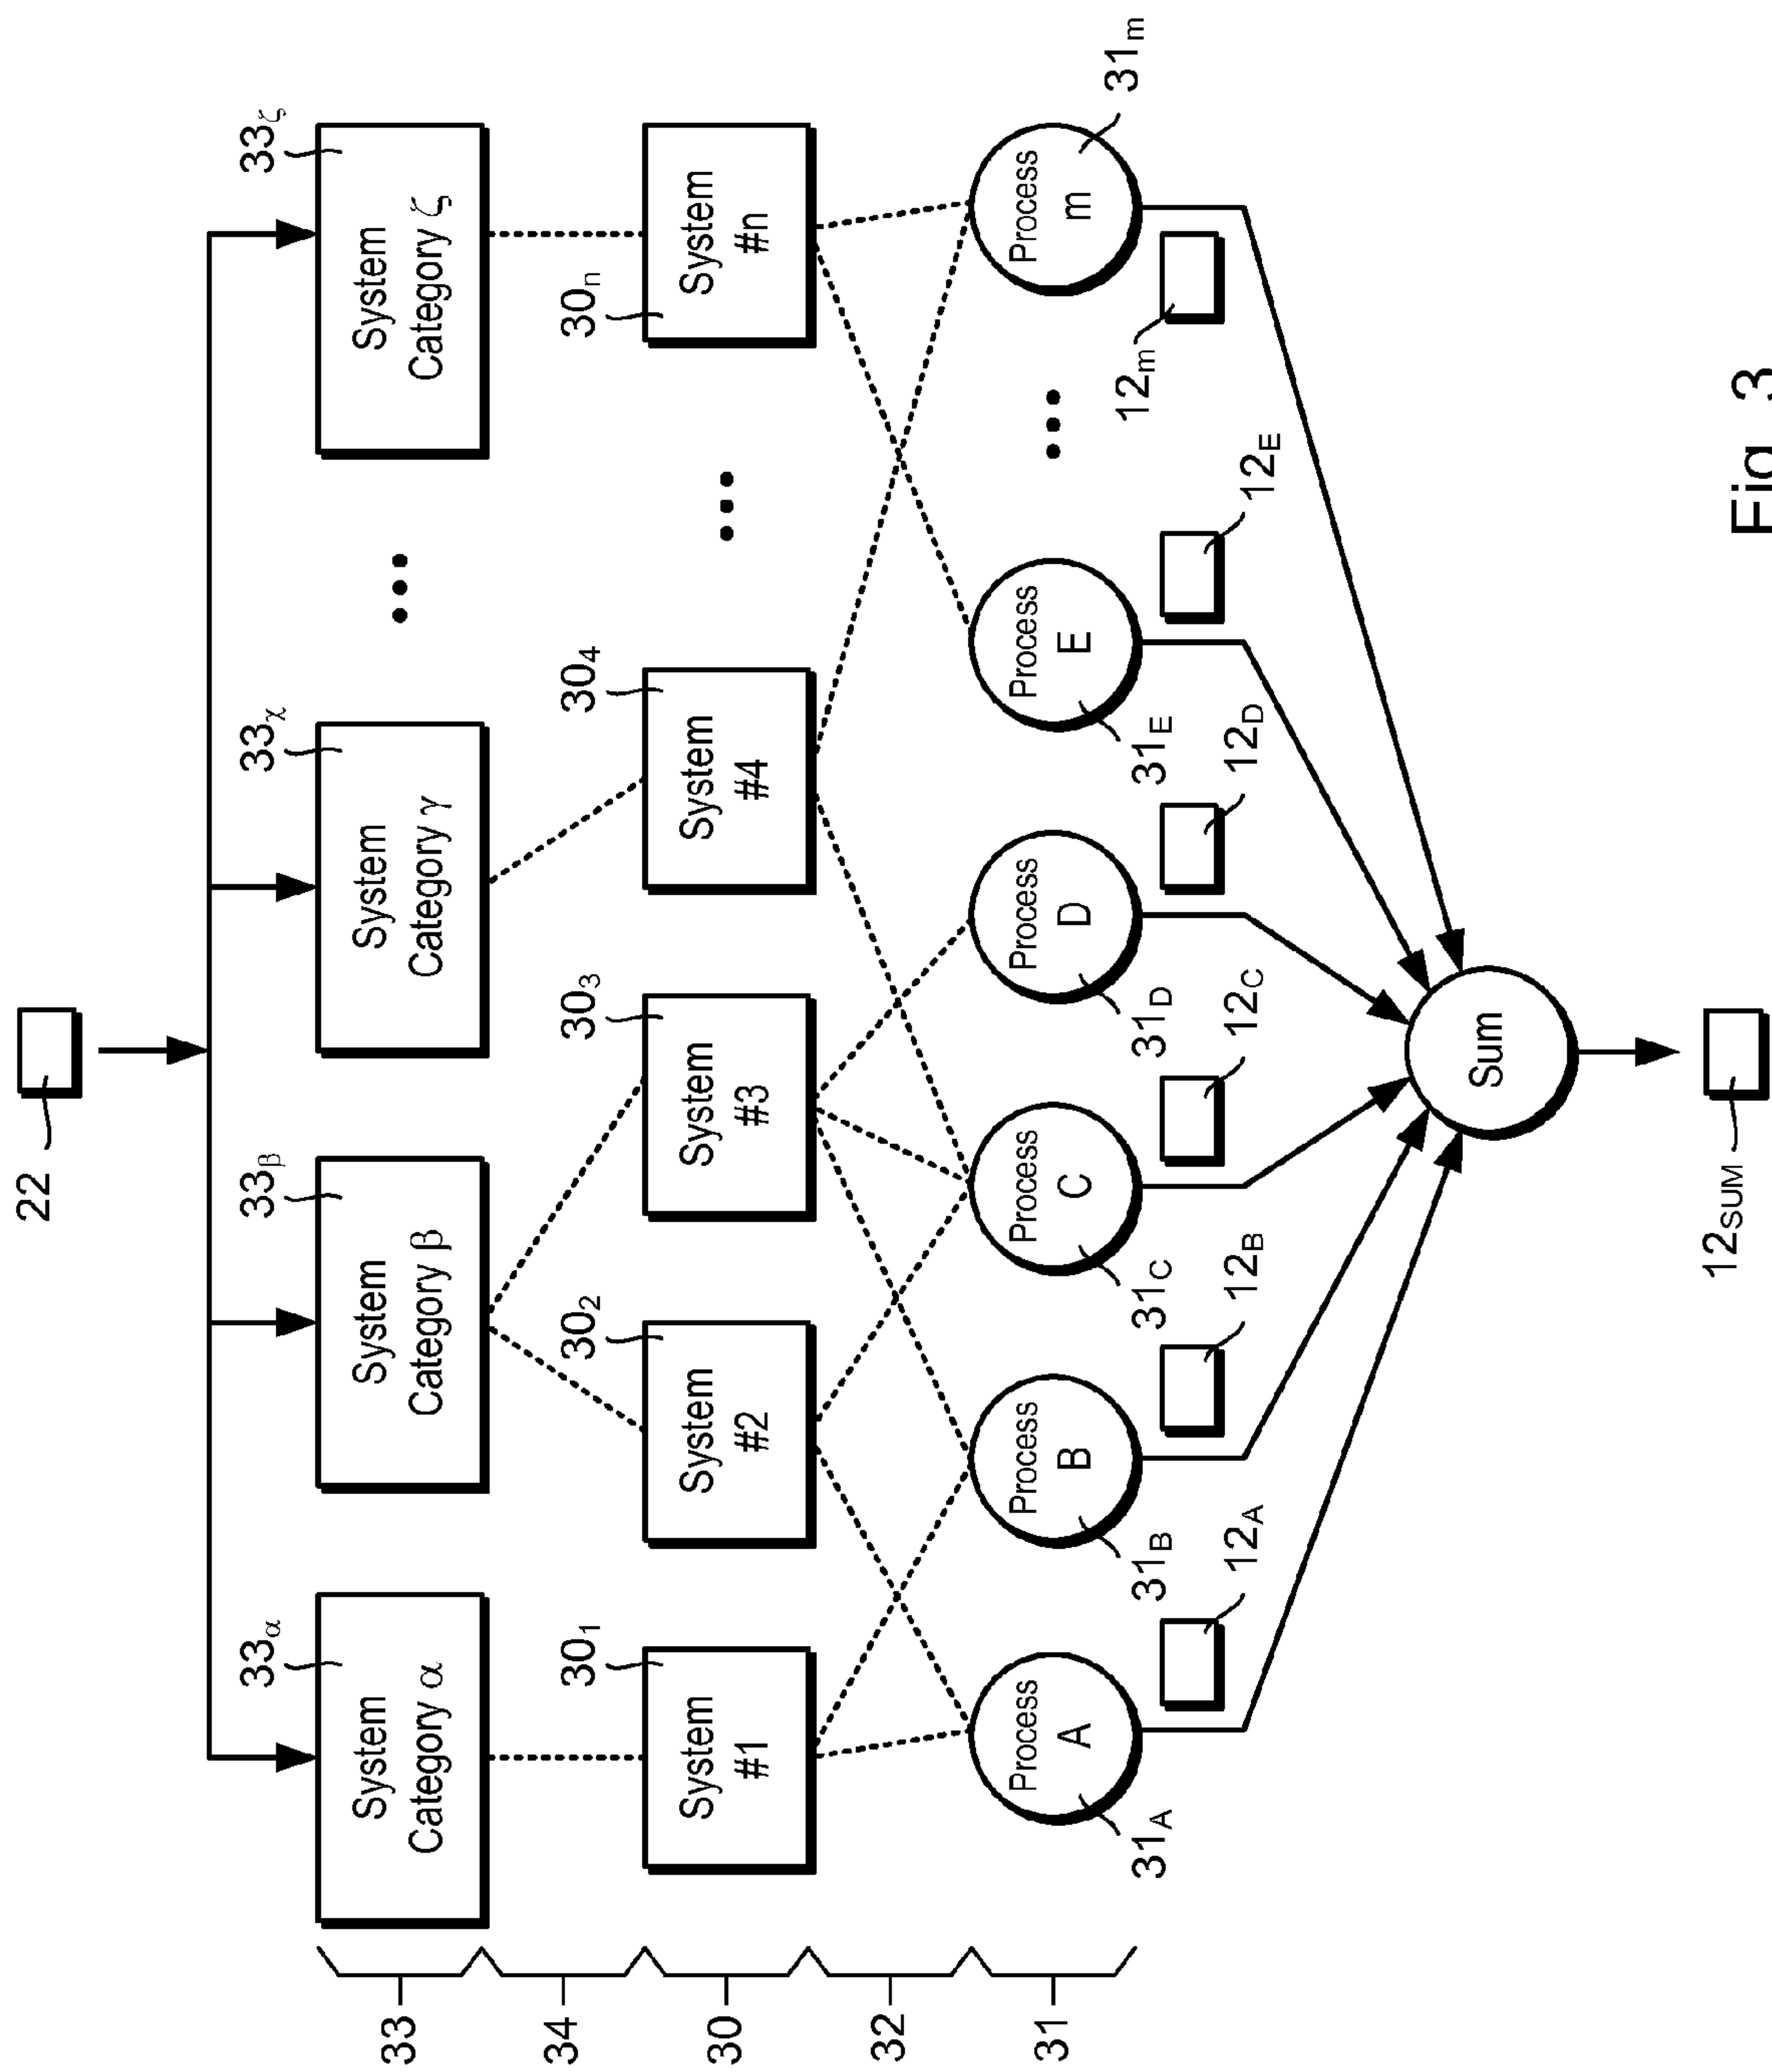 22
33α
33β
33χ
33ζ
33
System
Category α
System
Category β
System
Category γ
System
Category ζ
34
30₁
30₂
30₃
30₄
30ₙ
30
System
#1
System
#2
System
#3
System
#4
System
#n
32
31
Process
A
Process
B
Process
C
Process
D
Process
E
Process
m
31A
31B
31C
31D
31E
31m
12A
12B
12C
12D
12E
12m
Sum
12SUM
Fig. 3